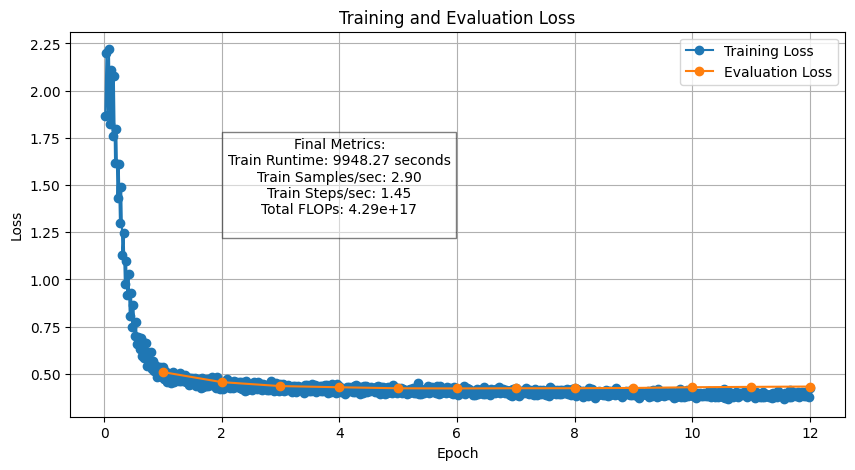 Training and Evaluation Loss
Training Loss
Evaluation Loss
Final Metrics:
Train Runtime: 9948.27 seconds
Train Samples/sec: 2.90
Train Steps/sec: 1.45
Total FLOPs: 4.29e+17
Loss
2.25
2.00
1.75
1.50
1.25
1.00
0.75
0.50
0 2 4 6 8 10 12
Epoch